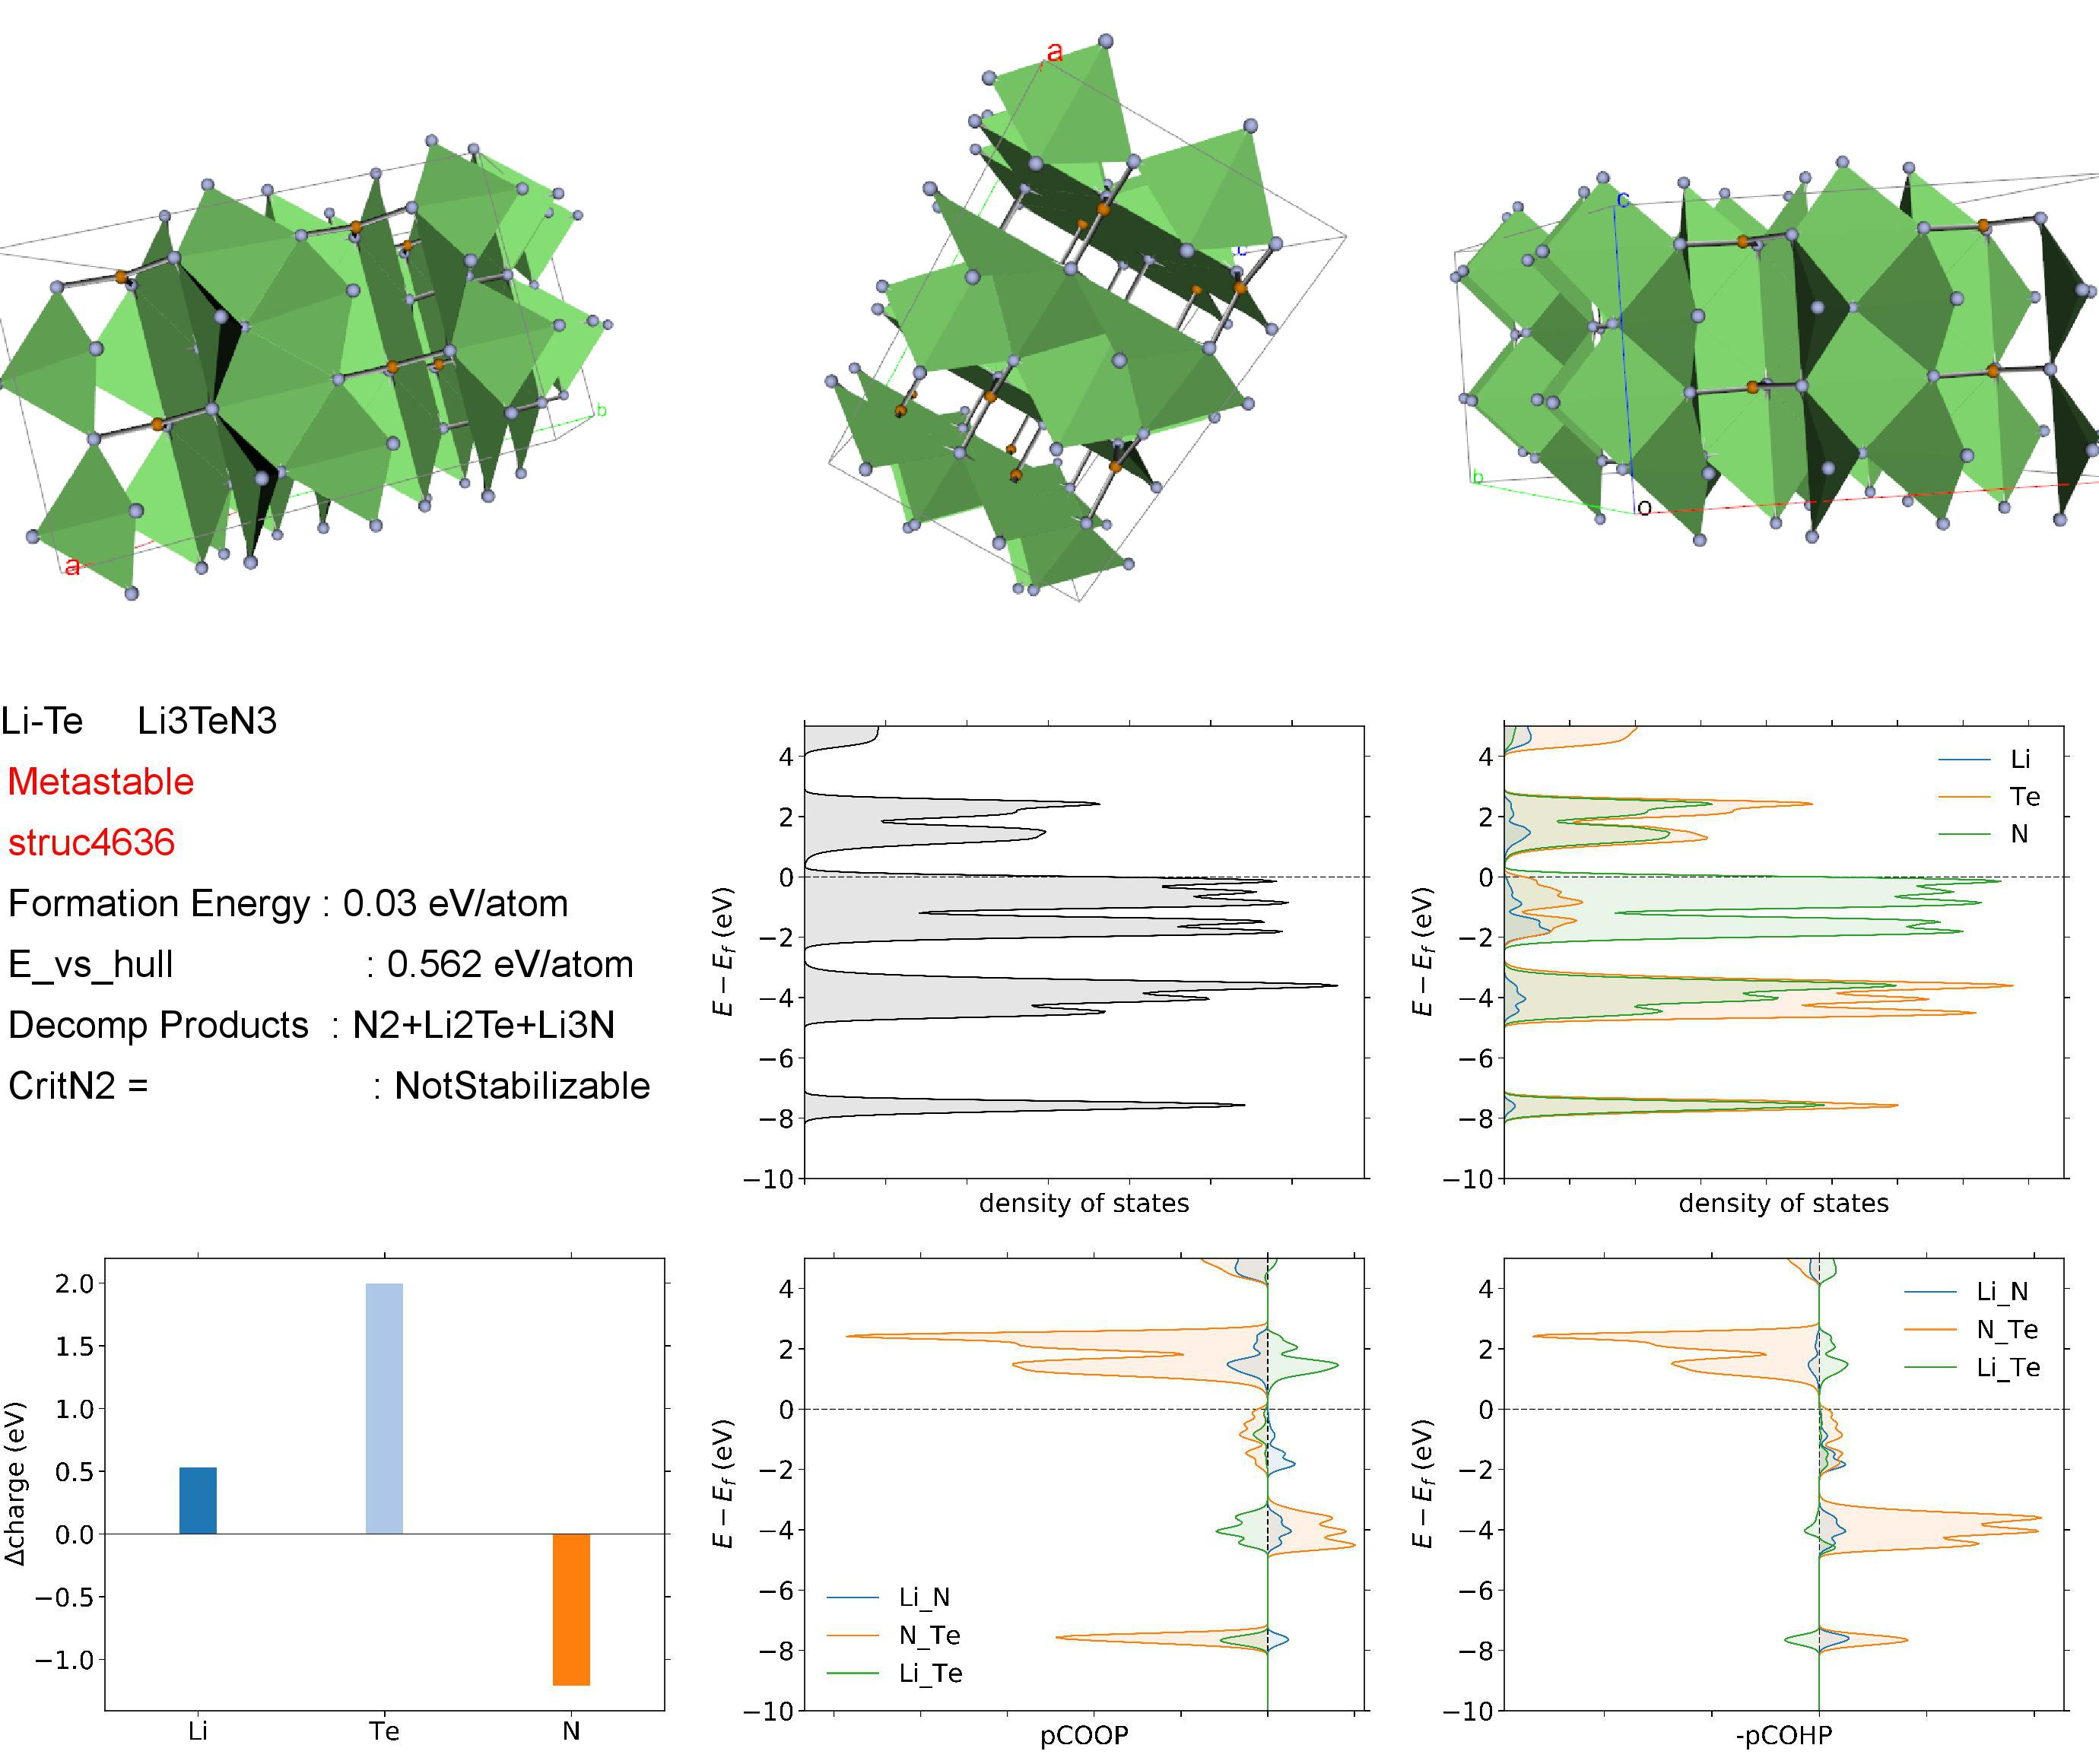 a
b
a
c
b
o
Li-Te Li3TeN3
Metastable
struc4636
Formation Energy : 0.03 eV/atom
E_vs_hull : 0.562 eV/atom
Decomp Products : N2+Li2Te+Li3N
CritN2 = : NotStabilizable
4
2
0
−2
−4
−6
−8
−10
E − E_f (eV)
density of states
4
2
0
−2
−4
−6
−8
−10
E − E_f (eV)
density of states
Li
Te
N
2.0
1.5
1.0
0.5
0.0
−0.5
−1.0
Δcharge (eV)
Li Te N
4
2
0
−2
−4
−6
−8
−10
E − E_f (eV)
pCOOP
Li_N
N_Te
Li_Te
4
2
0
−2
−4
−6
−8
−10
E − E_f (eV)
-pCOHP
Li_N
N_Te
Li_Te